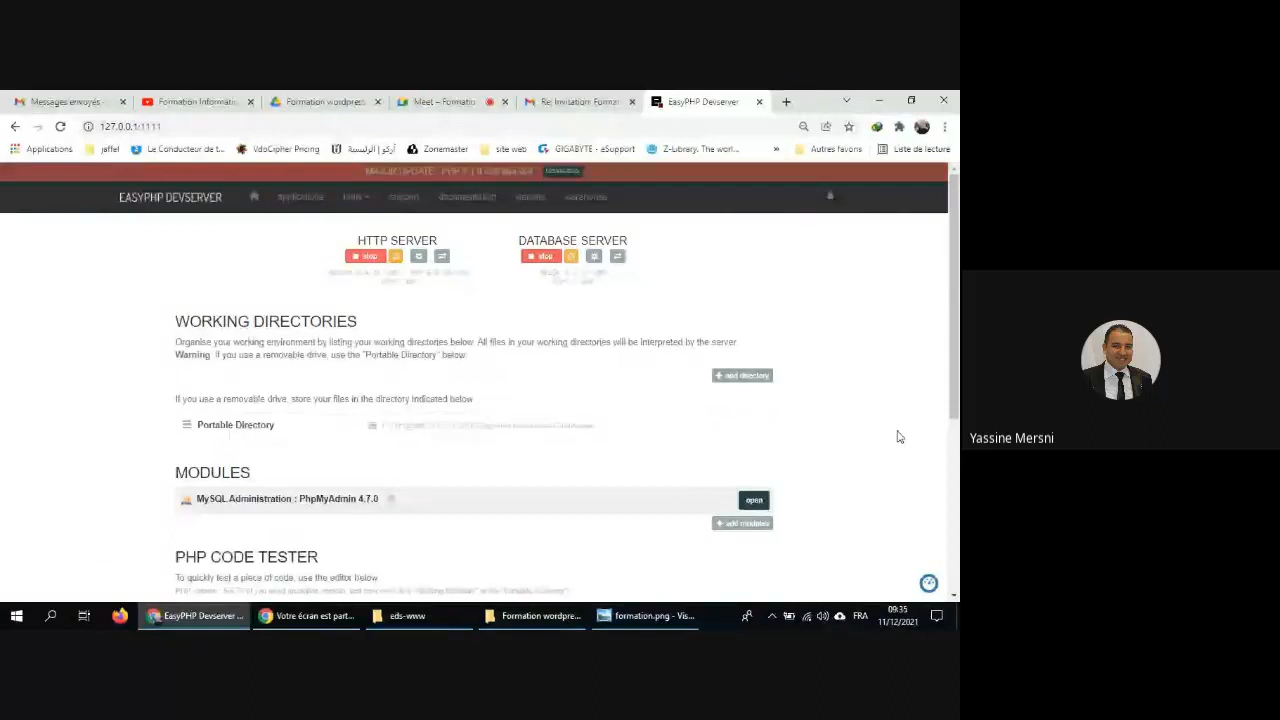 Messages envoyés
Formation Informati
Formation wordpres
Meet – Formatio
Re: Invitation: Format
EasyPHP Devserver
127.0.0.1:1111
Applications
jaffel
Le Conducteur de t...
VdoCipher Pricing
أركو | الرئيسية
Zonemaster
site web
GIGABYTE - eSupport
Z-Library. The worl...
»
Autres favoris
Liste de lecture
EASYPHP DEVSERVER
applications
HTTP SERVER
DATABASE SERVER
stop
stop
WORKING DIRECTORIES
Organise your working environment by listing your working directories below. All files in your working directories will be interpreted by the server.
Warning If you use a removable drive, use the "Portable Directory" below.
+ add directory
If you use a removable drive, store your files in the directory indicated below
Portable Directory
MODULES
MySQL Administration : PhpMyAdmin 4.7.0
open
+ add modules
PHP CODE TESTER
To quickly test a piece of code, use the editor below
EasyPHP Devserver ...
Votre écran est part...
eds-www
Formation wordpre...
formation.png - Vis...
FRA
09:35
11/12/2021
Yassine Mersni